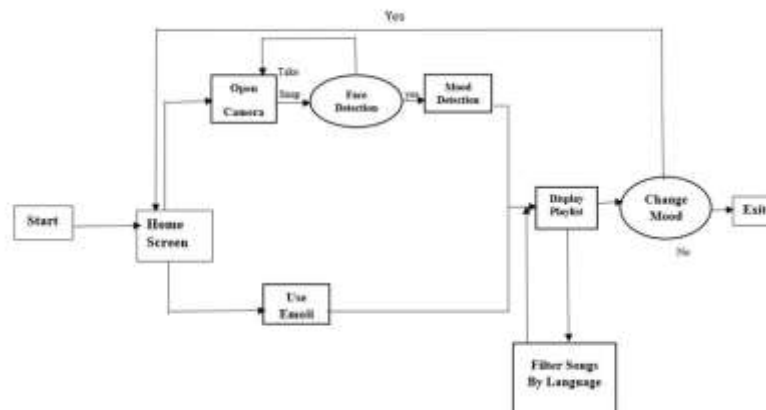 Yes
Open
Camera
Take
Snap
Face
Detection
yes
Mood
Detection
Start
Home
Screen
Display
Playlist
Change
Mood
Exit
No
Use
Emoji
Filter Songs
By Language